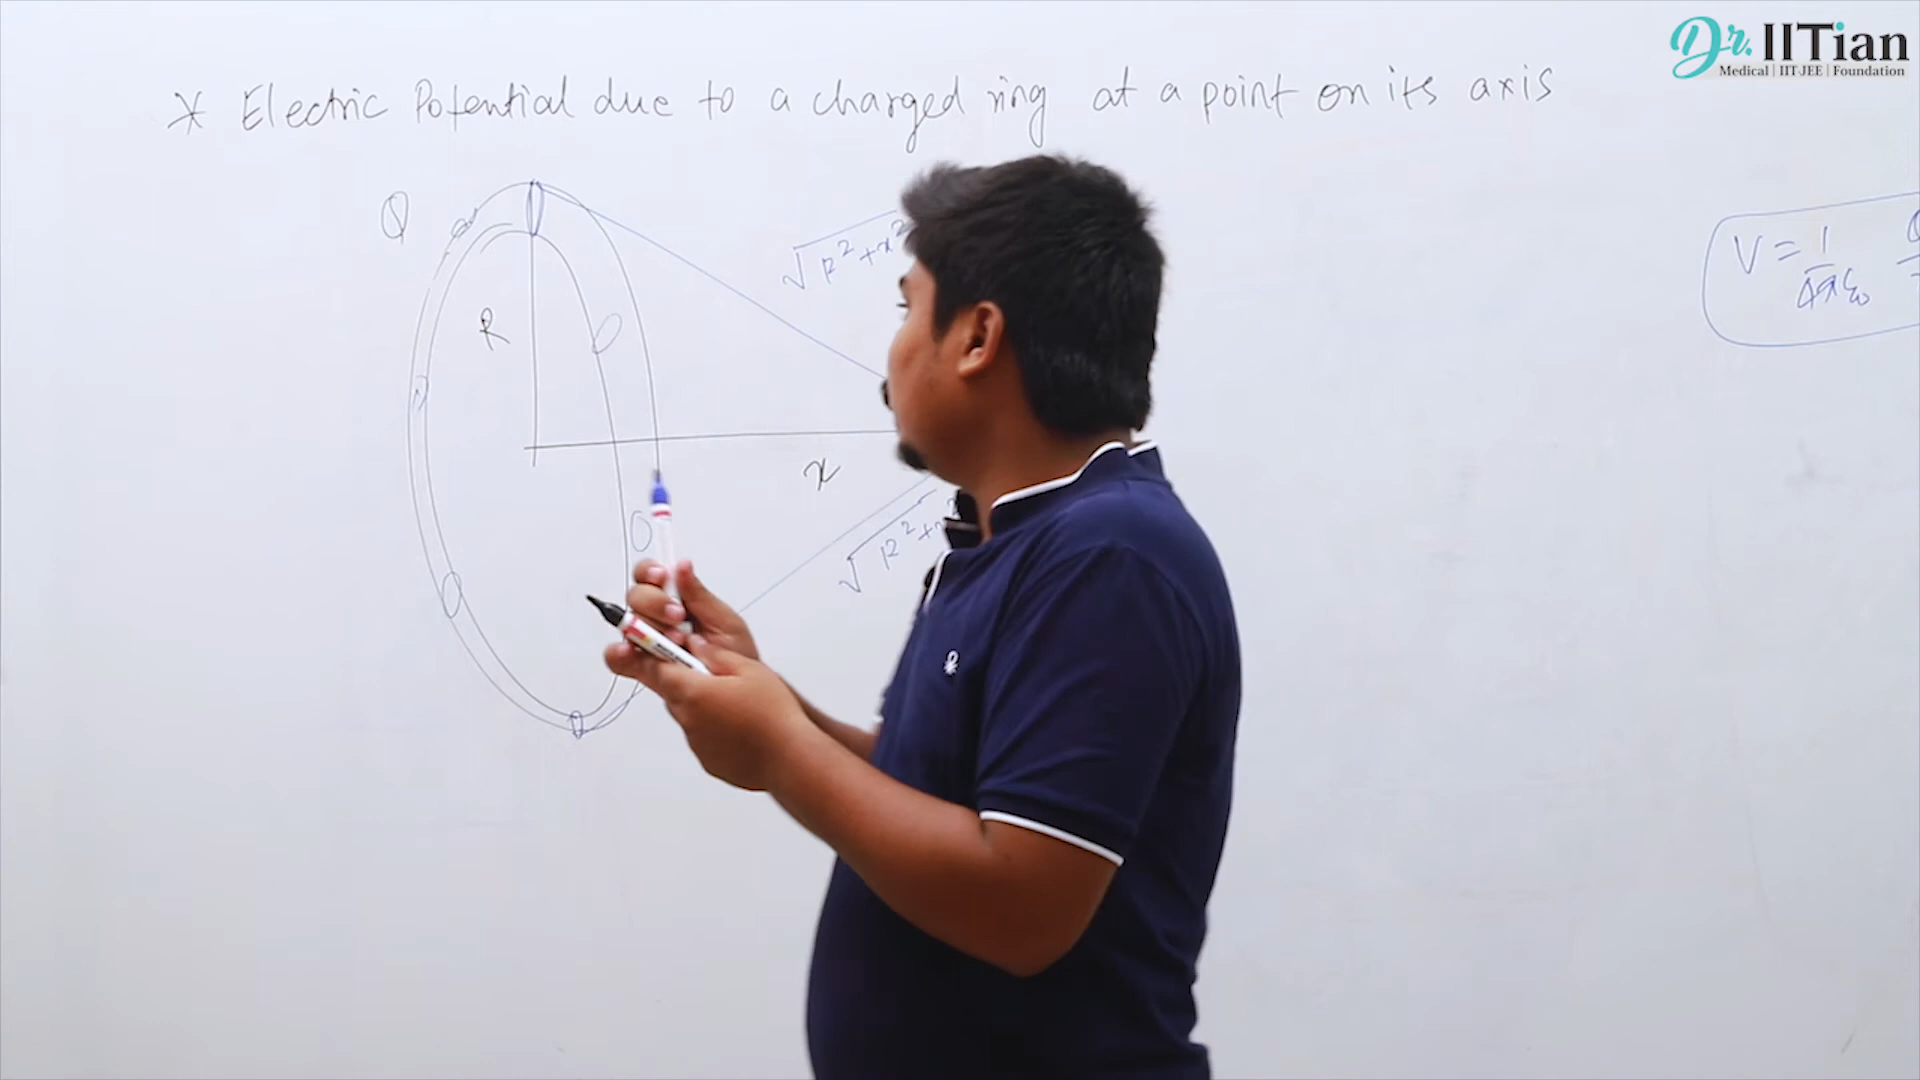 Dr. IITian
Medical | IIT-JEE | Foundation
* Electric Potential due to a charged ring at a point on its axis
Q
√R²+x²
R
V = 1/4πε₀
x
√R²+